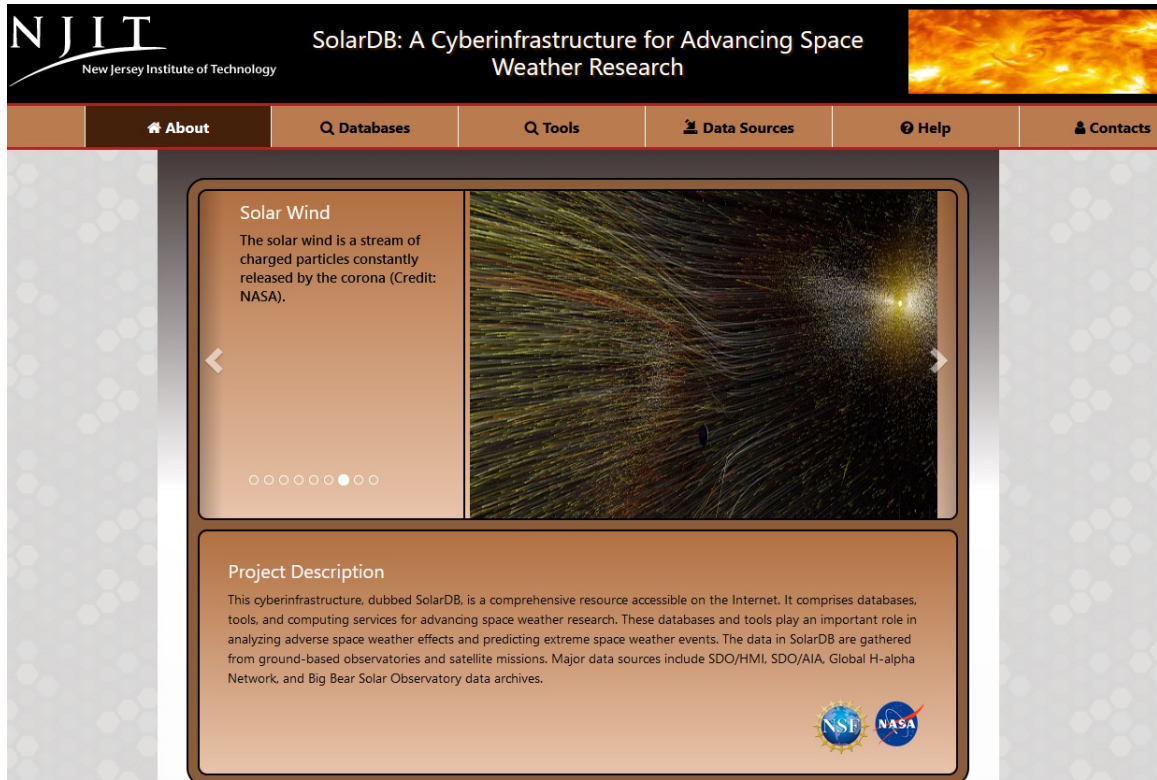 NJIT
New Jersey Institute of Technology
SolarDB: A Cyberinfrastructure for Advancing Space
Weather Research
About
Databases
Tools
Data Sources
Help
Contacts
Solar Wind
The solar wind is a stream of
charged particles constantly
released by the corona (Credit:
NASA).
Project Description
This cyberinfrastructure, dubbed SolarDB, is a comprehensive resource accessible on the Internet. It comprises databases,
tools, and computing services for advancing space weather research. These databases and tools play an important role in
analyzing adverse space weather effects and predicting extreme space weather events. The data in SolarDB are gathered
from ground-based observatories and satellite missions. Major data sources include SDO/HMI, SDO/AIA, Global H-alpha
Network, and Big Bear Solar Observatory data archives.
NSF
NASA